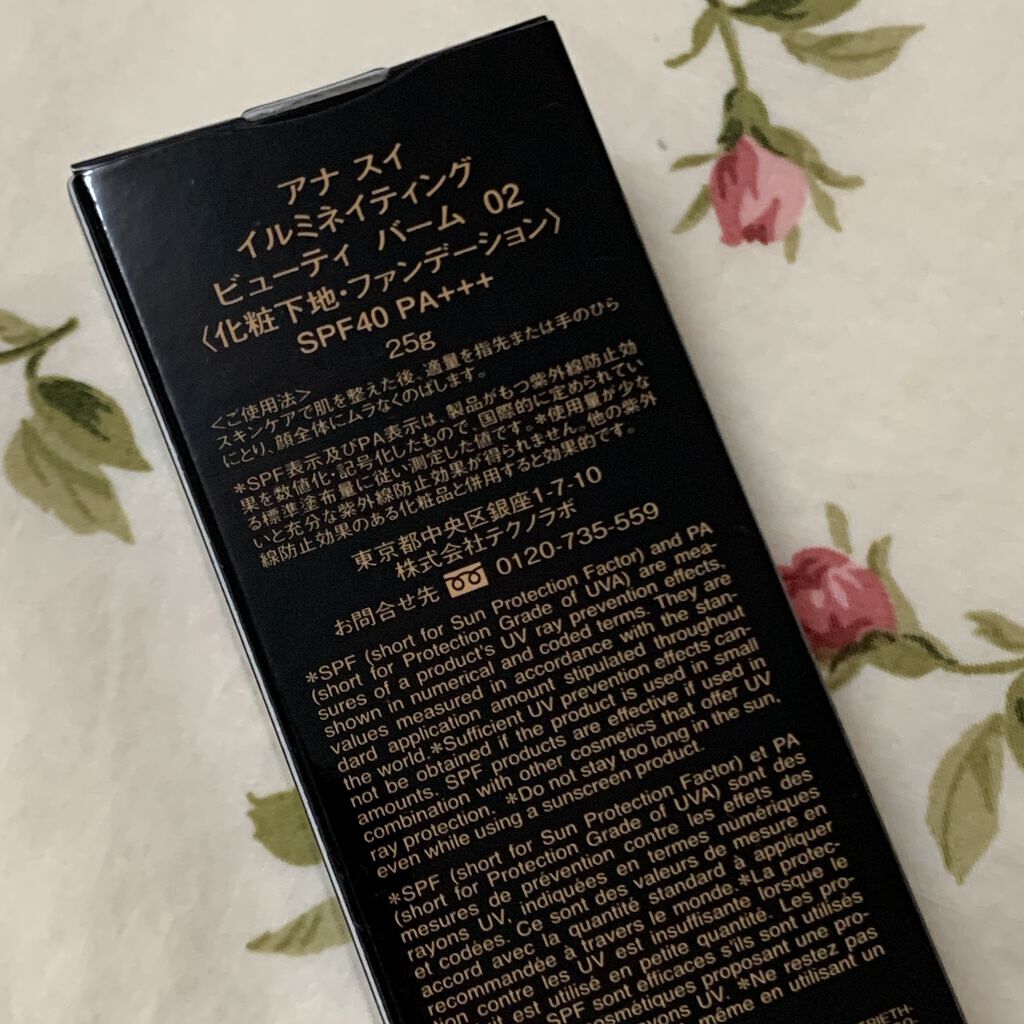 アナ スイ
イルミネイティング
ビューティ バーム 02
〈化粧下地・ファンデーション〉
SPF40 PA+++
25g
<ご使用法>
スキンケアで肌を整えた後、適量を指先または手のひら
にとり、顔全体にムラなくのばします。
*SPF表示及びPA表示は、製品がもつ紫外線防止効
果を数値化・記号化したもので、国際的に定められてい
る標準塗布量に従い測定した値です。*使用量が少な
いと充分な紫外線防止効果が得られません。他の紫外
線防止効果のある化粧品と併用すると効果的です。
東京都中央区銀座1-7-10
株式会社テクノラボ
お問合せ先 0120-735-559
*SPF (short for Sun Protection Factor) and PA
(short for Protection Grade of UVA) are mea-
sures of a product's UV ray prevention effects,
shown in numerical and coded terms. They are
values measured in accordance with the stan-
dard application amount stipulated throughout
the world.*Sufficient UV prevention effects can-
not be obtained if the product is used in small
amounts. SPF products are effective if used in
combination with other cosmetics that offer UV
ray protection. *Do not stay too long in the sun,
even while using a sunscreen product.
*SPF (short for Sun Protection Factor) et PA
(short for Protection Grade of UVA) sont des
mesures de prévention contre les effets des
rayons UV, indiquées en termes numériques
et codées. Ce sont des valeurs de mesure en
accord avec la quantité standard à appliquer
recommandée à travers le monde.*La protec-
tion contre les UV est insuffisante lorsque le
produit est utilisé en petite quantité. Les pro-
SPF sont efficaces s'ils sont utilisés
cosmétiques proposant une pro-
rayons UV. *Ne restez pas
même en utilisant un